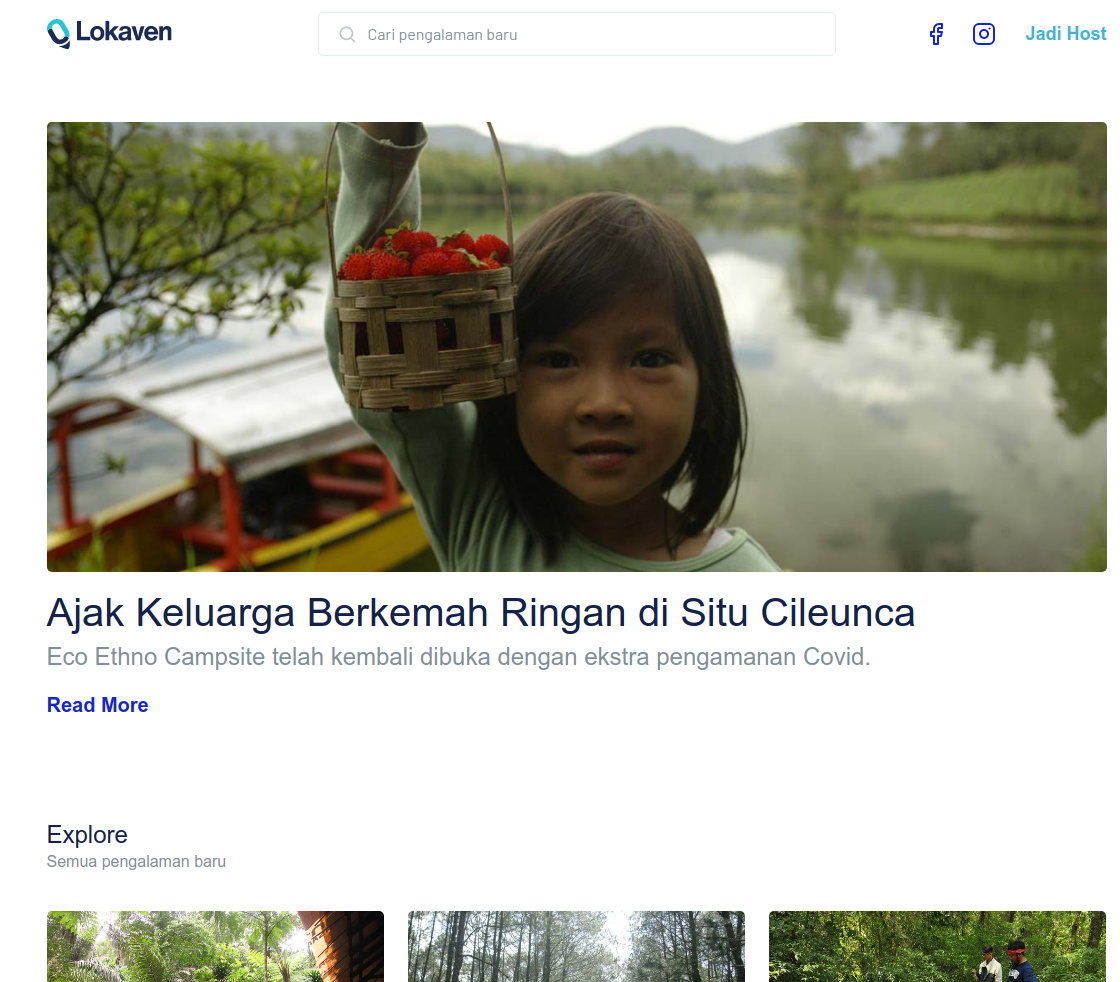 Lokaven
Cari pengalaman baru
Jadi Host
Ajak Keluarga Berkemah Ringan di Situ Cileunca
Eco Ethno Campsite telah kembali dibuka dengan ekstra pengamanan Covid.
Read More
Explore
Semua pengalaman baru